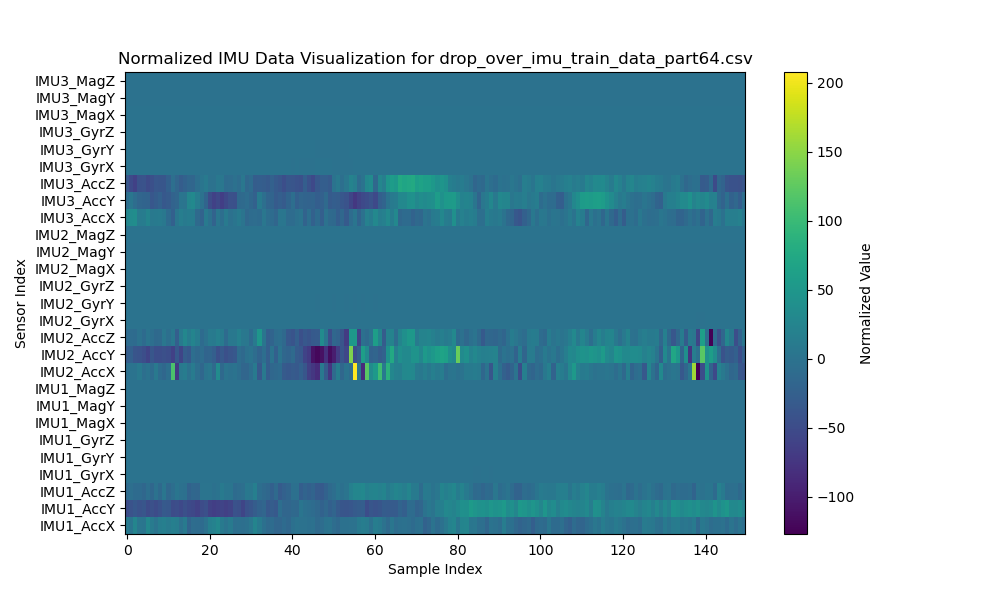 Normalized IMU Data Visualization for drop_over_imu_train_data_part64.csv
IMU3_MagZ
IMU3_MagY
IMU3_MagX
IMU3_GyrZ
IMU3_GyrY
IMU3_GyrX
IMU3_AccZ
IMU3_AccY
IMU3_AccX
IMU2_MagZ
IMU2_MagY
IMU2_MagX
IMU2_GyrZ
IMU2_GyrY
IMU2_GyrX
IMU2_AccZ
IMU2_AccY
IMU2_AccX
IMU1_MagZ
IMU1_MagY
IMU1_MagX
IMU1_GyrZ
IMU1_GyrY
IMU1_GyrX
IMU1_AccZ
IMU1_AccY
IMU1_AccX
Sensor Index
0 20 40 60 80 100 120 140
Sample Index
200
150
100
50
0
−50
−100
Normalized Value